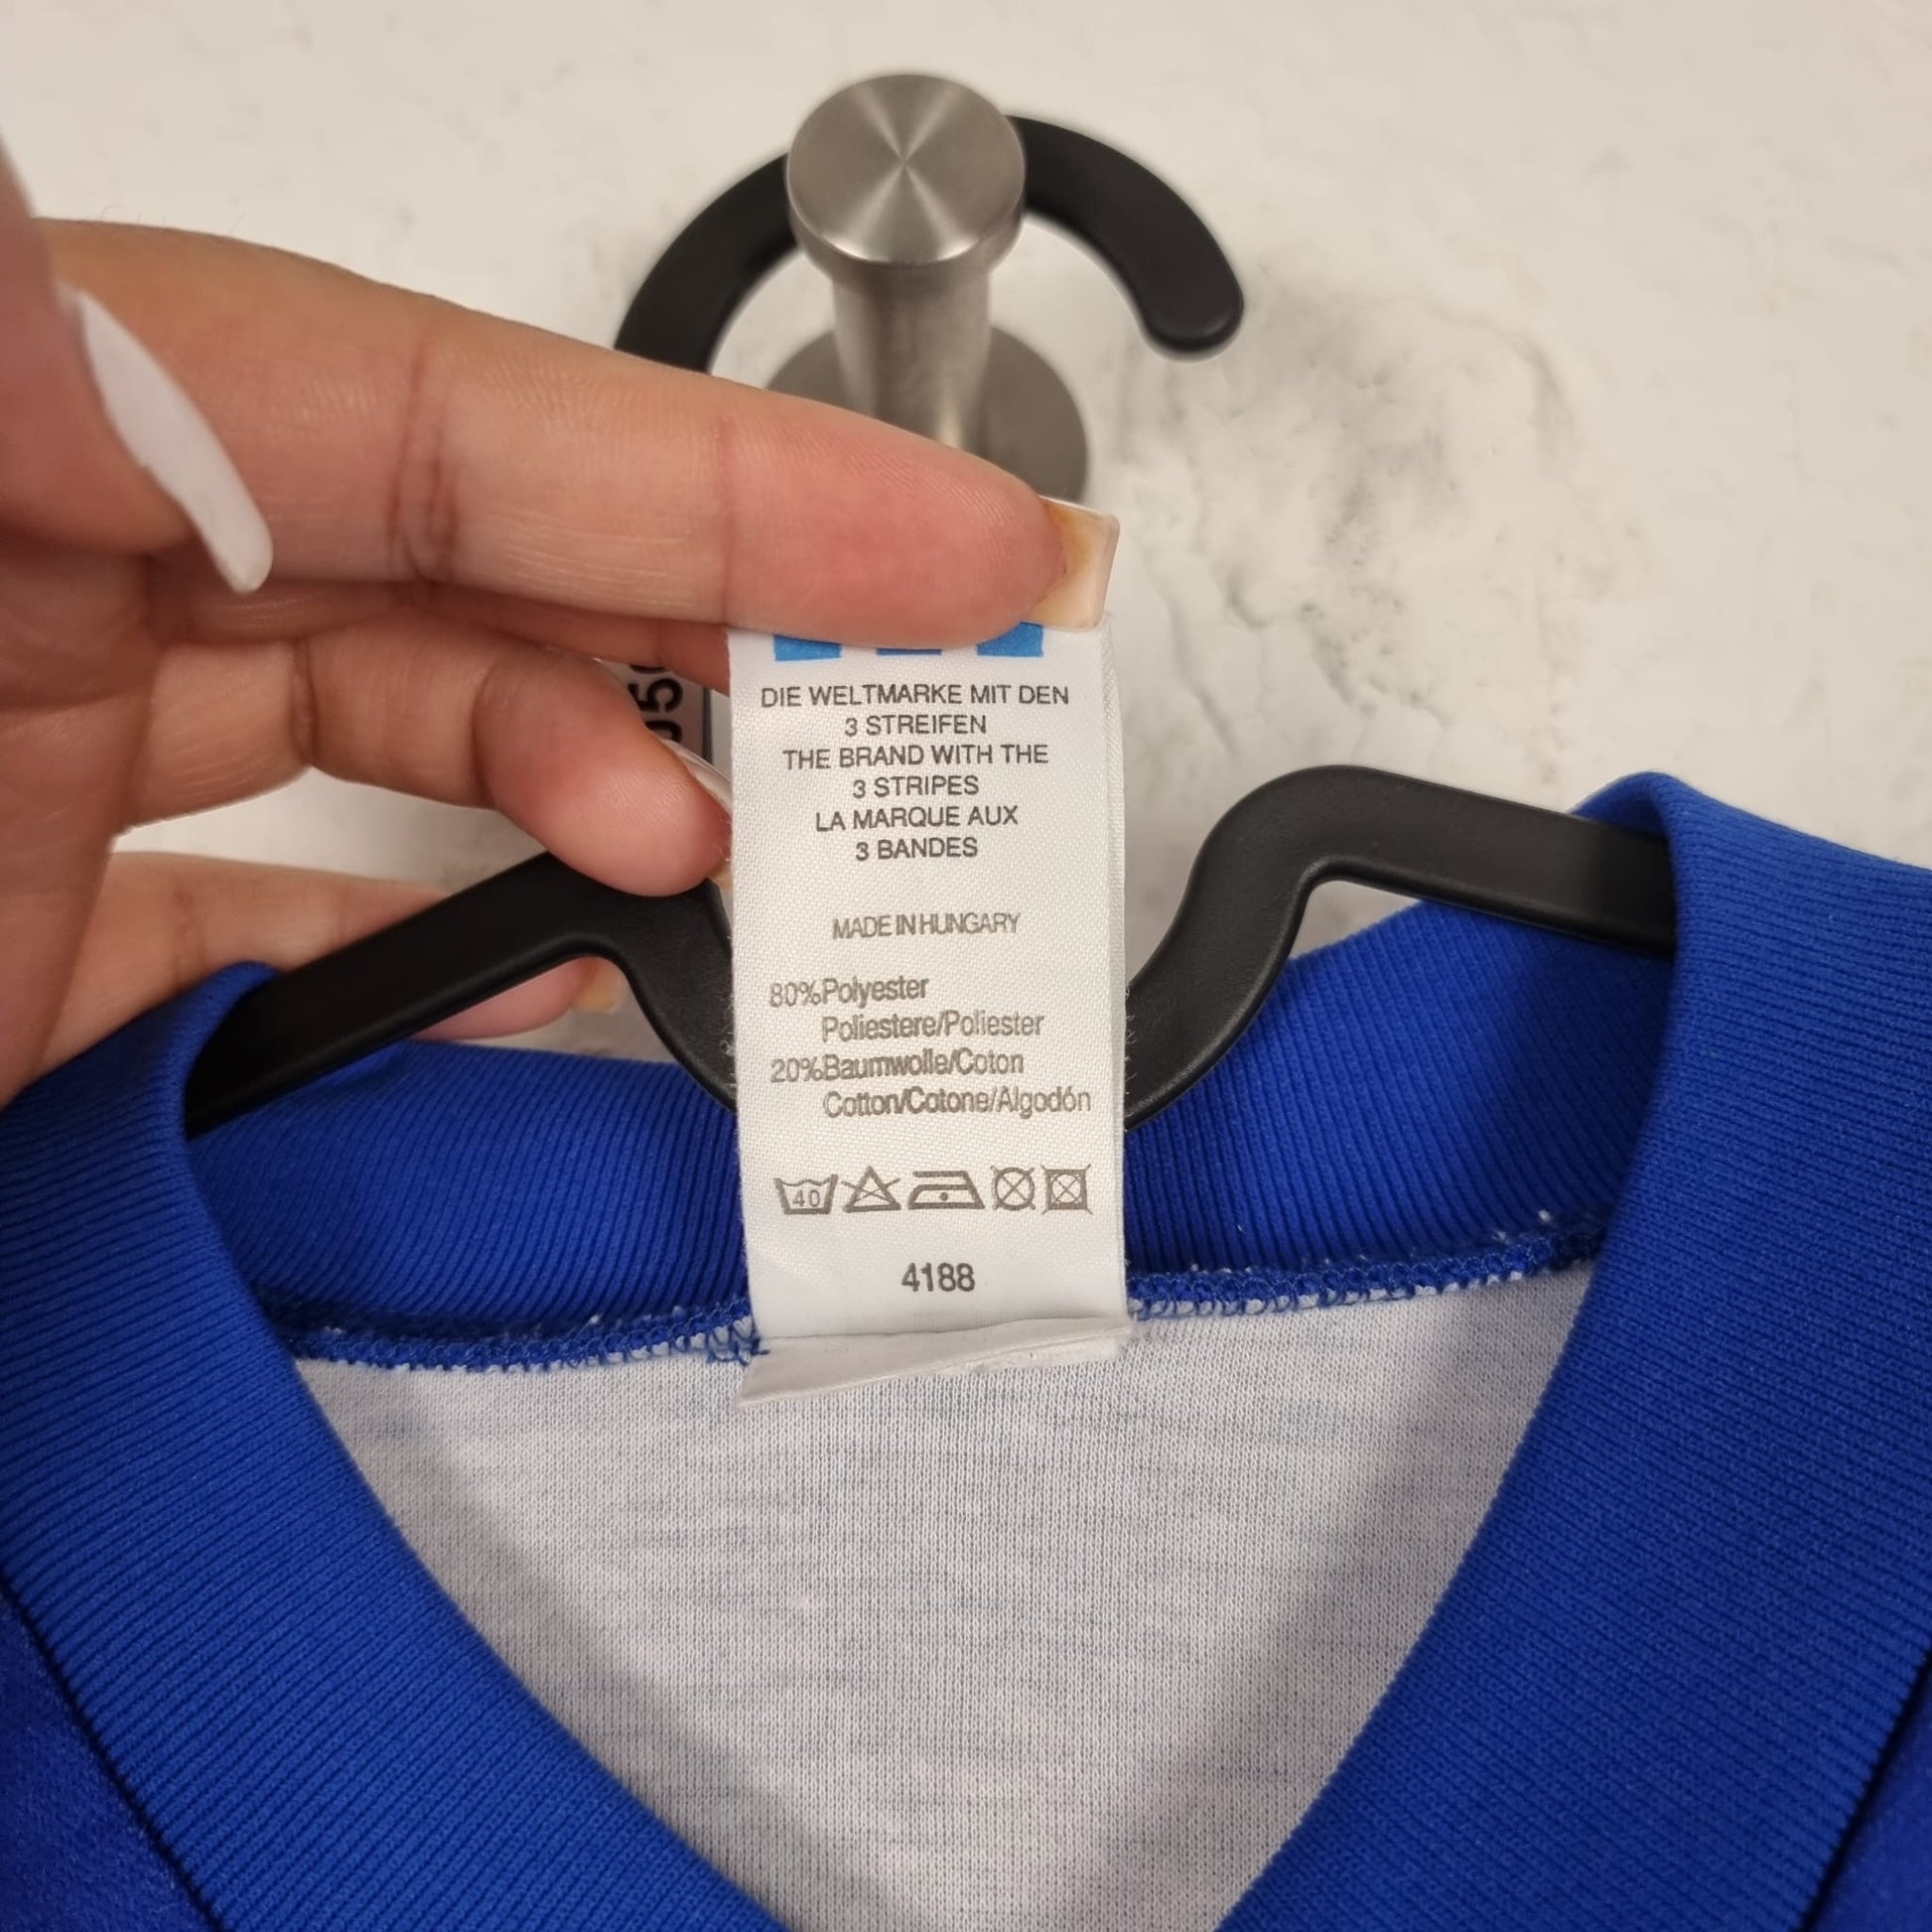 DIE WELTMARKE MIT DEN
3 STREIFEN
THE BRAND WITH THE
3 STRIPES
LA MARQUE AUX
3 BANDES
MADE IN HUNGARY
80%Polyester
Poliestere/Poliester
20%Baumwolle/Coton
Cotton/Cotone/Algodón
40
4188